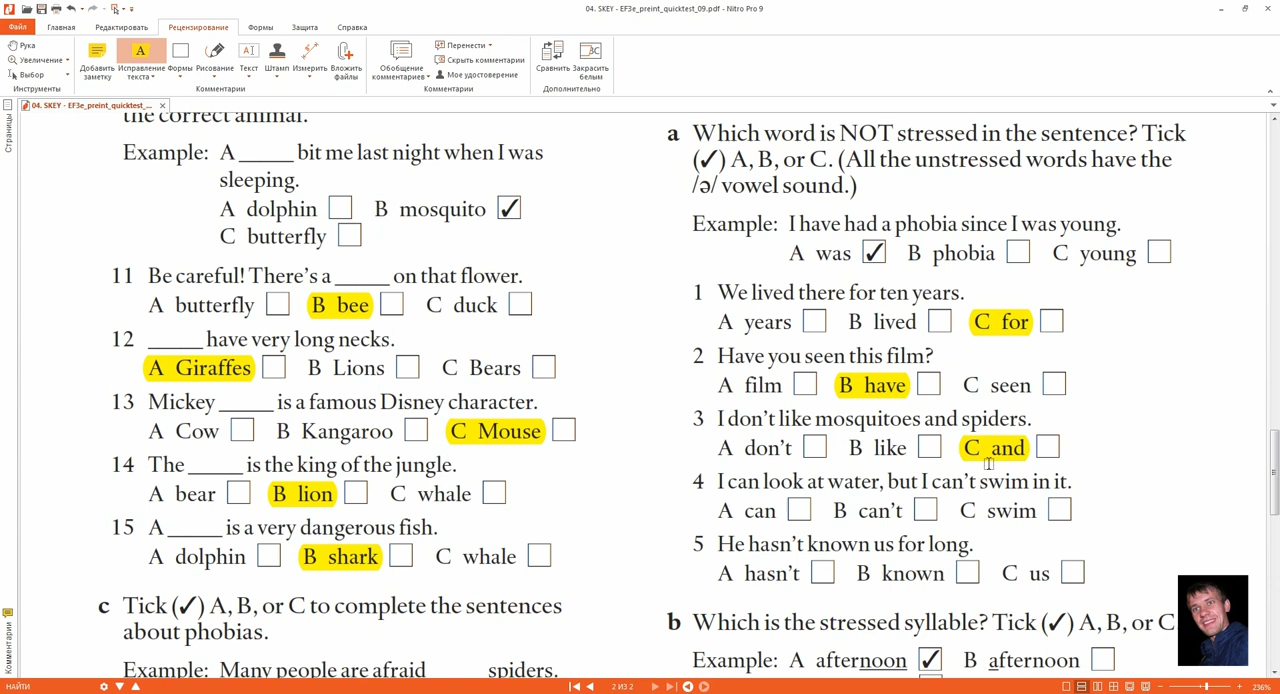 04. SKEY - EF3e_preint_quicktest_09.pdf - Nitro Pro 9
Файл Главная Редактировать Рецензирование Формы Защита Справка
Рука
Увеличение
Выбор
Инструменты
Добавить заметку
Исправление текста
Формы
Рисование
Текст
Штамп
Измерить
Вложить файлы
Комментарии
Обобщение комментариев
Перенести
Скрыть комментарии
Мое удостоверение
Комментарии
Сравнить
Закрасить белым
Дополнительно
04. SKEY - EF3e_preint_quicktest_...
Страницы
the correct animal.
Example: A _____ bit me last night when I was
sleeping.
A dolphin B mosquito ✓
C butterfly
11 Be careful! There's a _____ on that flower.
A butterfly B bee C duck
12 _____ have very long necks.
A Giraffes B Lions C Bears
13 Mickey _____ is a famous Disney character.
A Cow B Kangaroo C Mouse
14 The _____ is the king of the jungle.
A bear B lion C whale
15 A _____ is a very dangerous fish.
A dolphin B shark C whale
c Tick (✓) A, B, or C to complete the sentences
about phobias.
Example: Many people are afraid _____ spiders.
a Which word is NOT stressed in the sentence? Tick
(✓) A, B, or C. (All the unstressed words have the
/ə/ vowel sound.)
Example: I have had a phobia since I was young.
A was ✓ B phobia C young
1 We lived there for ten years.
A years B lived C for
2 Have you seen this film?
A film B have C seen
3 I don't like mosquitoes and spiders.
A don't B like C and
4 I can look at water, but I can't swim in it.
A can B can't C swim
5 He hasn't known us for long.
A hasn't B known C us
b Which is the stressed syllable? Tick (✓) A, B, or C
Example: A afternoon ✓ B afternoon
Комментарии
НАЙТИ
2 ИЗ 2
236%